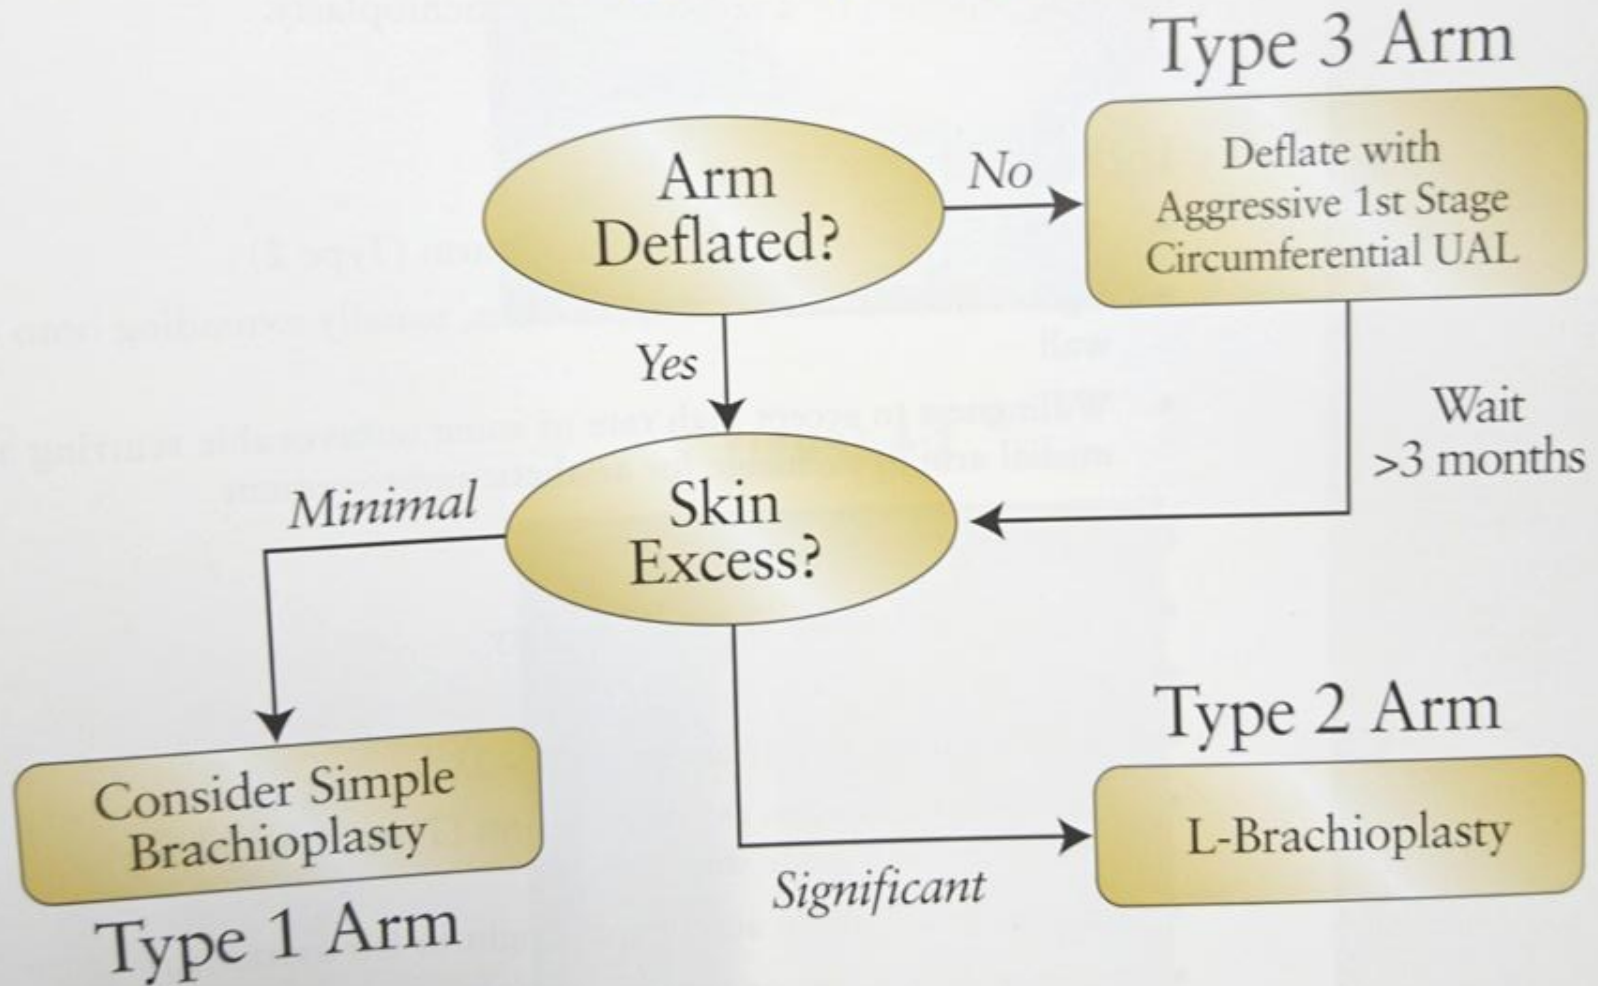 Type 3 Arm
Arm
Deflated?
No
Deflate with
Aggressive 1st Stage
Circumferential UAL
Yes
Wait
>3 months
Minimal
Skin
Excess?
Type 2 Arm
Consider Simple
Brachioplasty
L-Brachioplasty
Significant
Type 1 Arm